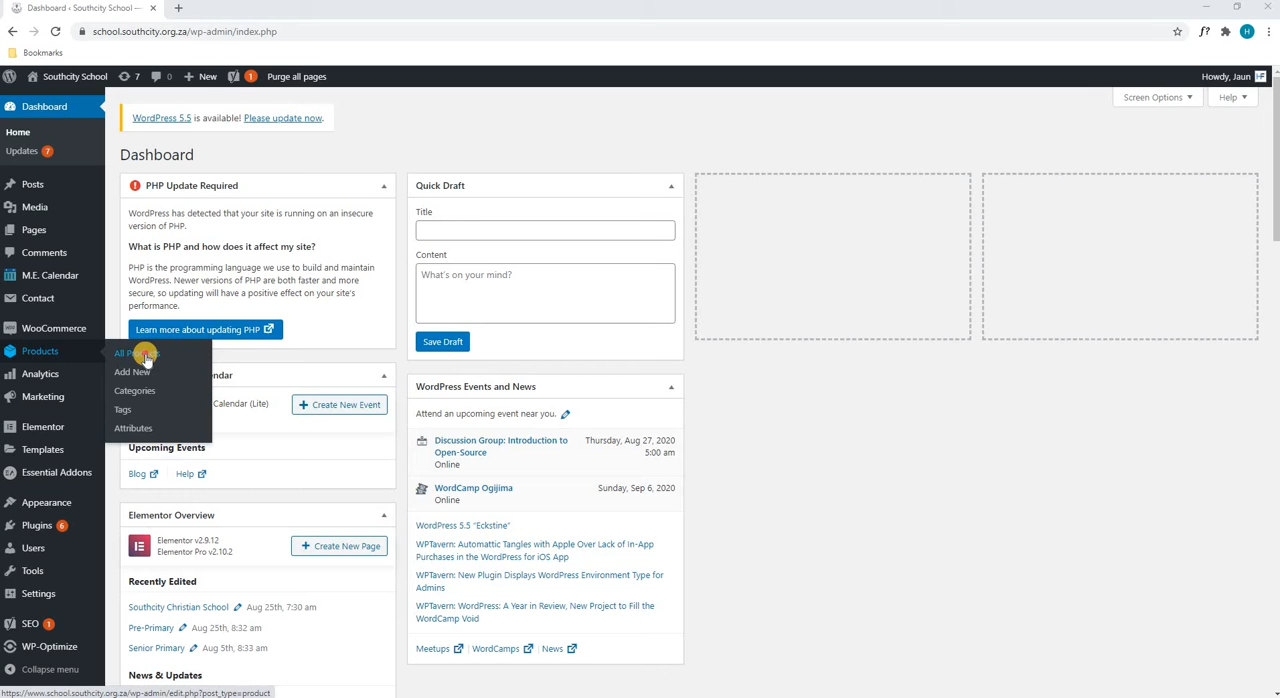 Dashboard ‹ Southcity School —
school.southcity.org.za/wp-admin/index.php
f?
H
Bookmarks
Southcity School
7
0
New
1
Purge all pages
Howdy, Jaun
HF
Dashboard
Home
Updates 7
Posts
Media
Pages
Comments
M.E. Calendar
Contact
WooCommerce
Products
Analytics
Marketing
Elementor
Templates
Essential Addons
Appearance
Plugins 6
Users
Tools
Settings
SEO 1
WP-Optimize
Collapse menu
All Products
Add New
Categories
Tags
Attributes
Screen Options
Help
WordPress 5.5 is available! Please update now.
Dashboard
PHP Update Required
WordPress has detected that your site is running on an insecure
version of PHP.
What is PHP and how does it affect my site?
PHP is the programming language we use to build and maintain
WordPress. Newer versions of PHP are both faster and more
secure, so updating will have a positive effect on your site's
performance.
Learn more about updating PHP
Calendar (Lite)
Create New Event
Upcoming Events
Blog
Help
Elementor Overview
Elementor v2.9.12
Elementor Pro v2.10.2
Create New Page
Recently Edited
Southcity Christian School Aug 25th, 7:30 am
Pre-Primary Aug 25th, 8:32 am
Senior Primary Aug 5th, 8:33 am
News & Updates
Quick Draft
Title
Content
What's on your mind?
Save Draft
WordPress Events and News
Attend an upcoming event near you.
Discussion Group: Introduction to
Open-Source
Online
Thursday, Aug 27, 2020
5:00 am
WordCamp Ogijima
Online
Sunday, Sep 6, 2020
WordPress 5.5 "Eckstine"
WPTavern: Automattic Tangles with Apple Over Lack of In-App
Purchases in the WordPress for iOS App
WPTavern: New Plugin Displays WordPress Environment Type for
Admins
WPTavern: WordPress: A Year in Review, New Project to Fill the
WordCamp Void
Meetups
WordCamps
News
https://www.school.southcity.org.za/wp-admin/edit.php?post_type=product